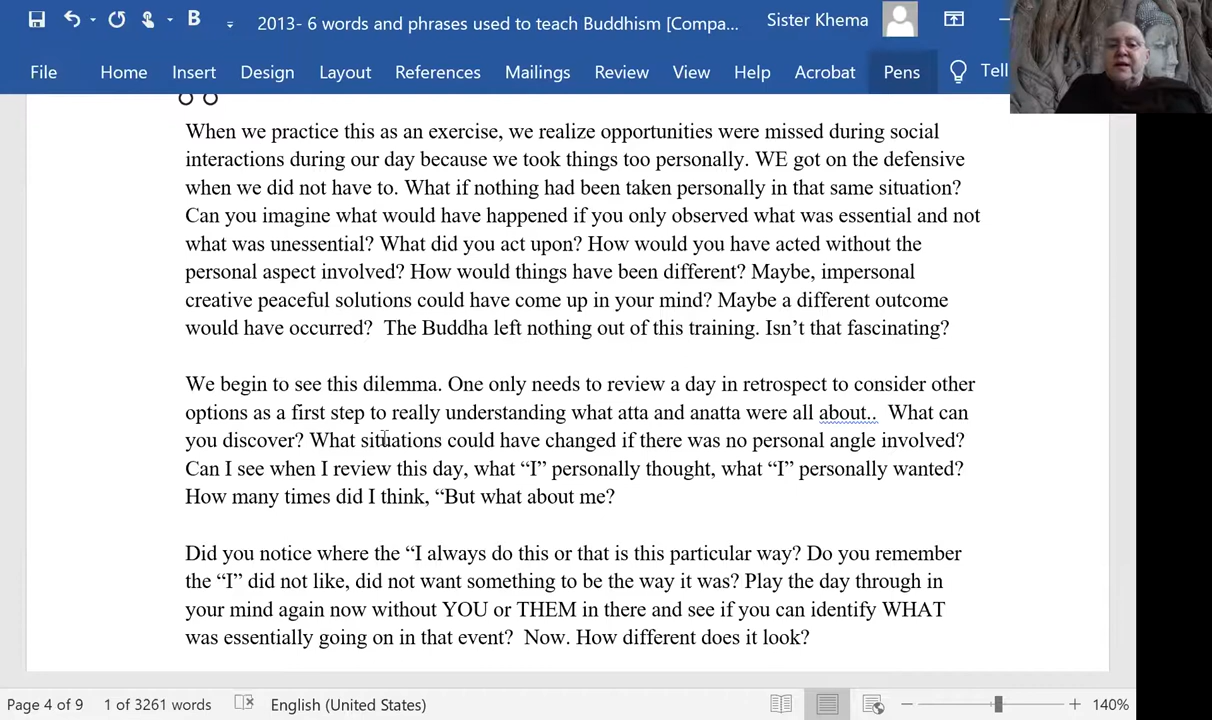 2013- 6 words and phrases used to teach Buddhism [Compa...
Sister Khema
File Home Insert Design Layout References Mailings Review View Help Acrobat Pens Tell
When we practice this as an exercise, we realize opportunities were missed during social
interactions during our day because we took things too personally. WE got on the defensive
when we did not have to. What if nothing had been taken personally in that same situation?
Can you imagine what would have happened if you only observed what was essential and not
what was unessential? What did you act upon? How would you have acted without the
personal aspect involved? How would things have been different? Maybe, impersonal
creative peaceful solutions could have come up in your mind? Maybe a different outcome
would have occurred?  The Buddha left nothing out of this training. Isn’t that fascinating?
We begin to see this dilemma. One only needs to review a day in retrospect to consider other
options as a first step to really understanding what atta and anatta were all about..  What can
you discover? What situations could have changed if there was no personal angle involved?
Can I see when I review this day, what “I” personally thought, what “I” personally wanted?
How many times did I think, “But what about me?
Did you notice where the “I always do this or that is this particular way? Do you remember
the “I” did not like, did not want something to be the way it was? Play the day through in
your mind again now without YOU or THEM in there and see if you can identify WHAT
was essentially going on in that event?  Now. How different does it look?
Page 4 of 9 1 of 3261 words English (United States) 140%